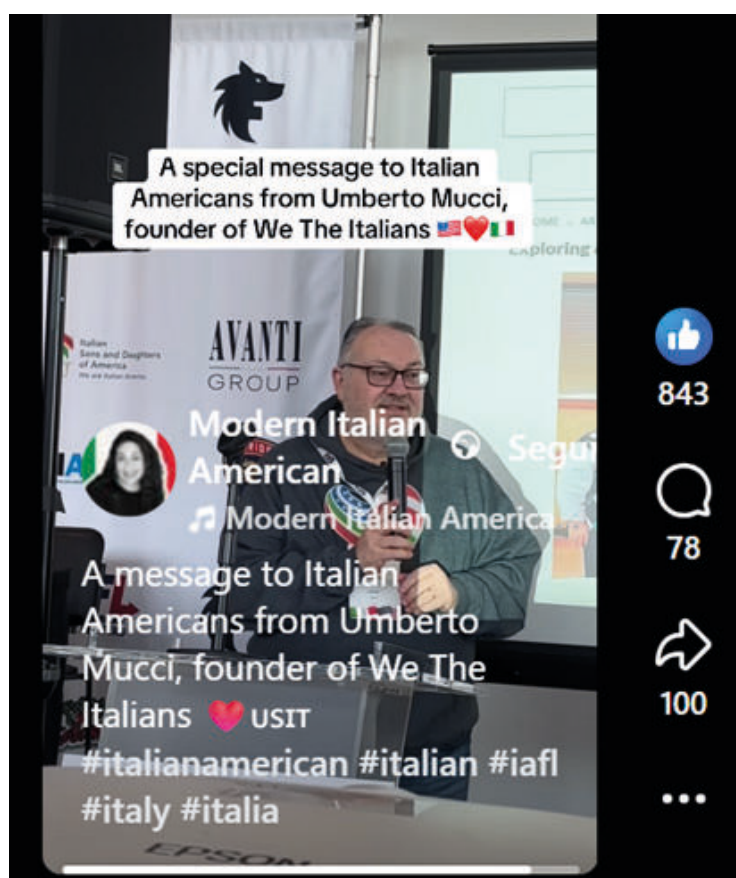 A special message to Italian
Americans from Umberto Mucci,
founder of We The Italians 🇺🇸❤️🇮🇹
Exploring
Italian
Sons and Daughters
of America
AVANTI
GROUP
843
Modern Italian
American
Segui
Modern Italian America
78
A message to Italian
Americans from Umberto
Mucci, founder of We The
Italians ❤️ USIT
#italianamerican #italian #iafl
#italy #italia
100
EPSON